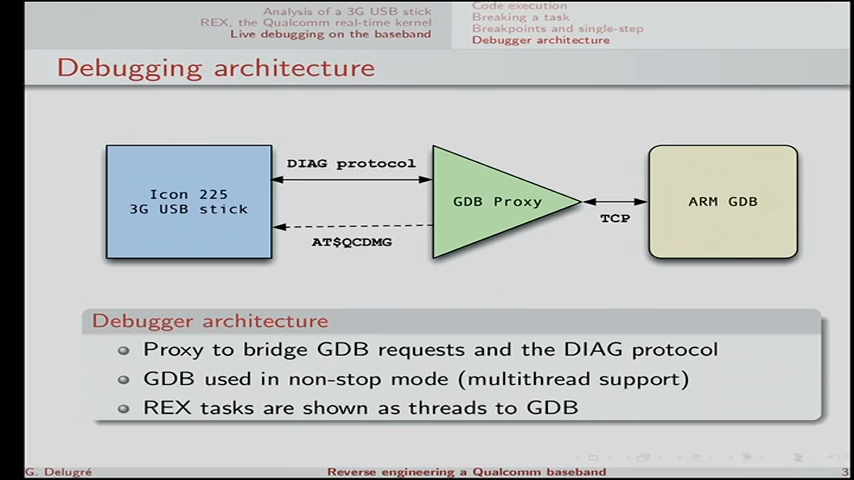 Analysis of a 3G USB stick
REX, the Qualcomm real-time kernel
Live debugging on the baseband
Code execution
Breaking a task
Breakpoints and single-step
Debugger architecture
Debugging architecture
Icon 225
3G USB stick
DIAG protocol
AT$QCDMG
GDB Proxy
TCP
ARM GDB
Debugger architecture
Proxy to bridge GDB requests and the DIAG protocol
GDB used in non-stop mode (multithread support)
REX tasks are shown as threads to GDB
G. Delugré
Reverse engineering a Qualcomm baseband